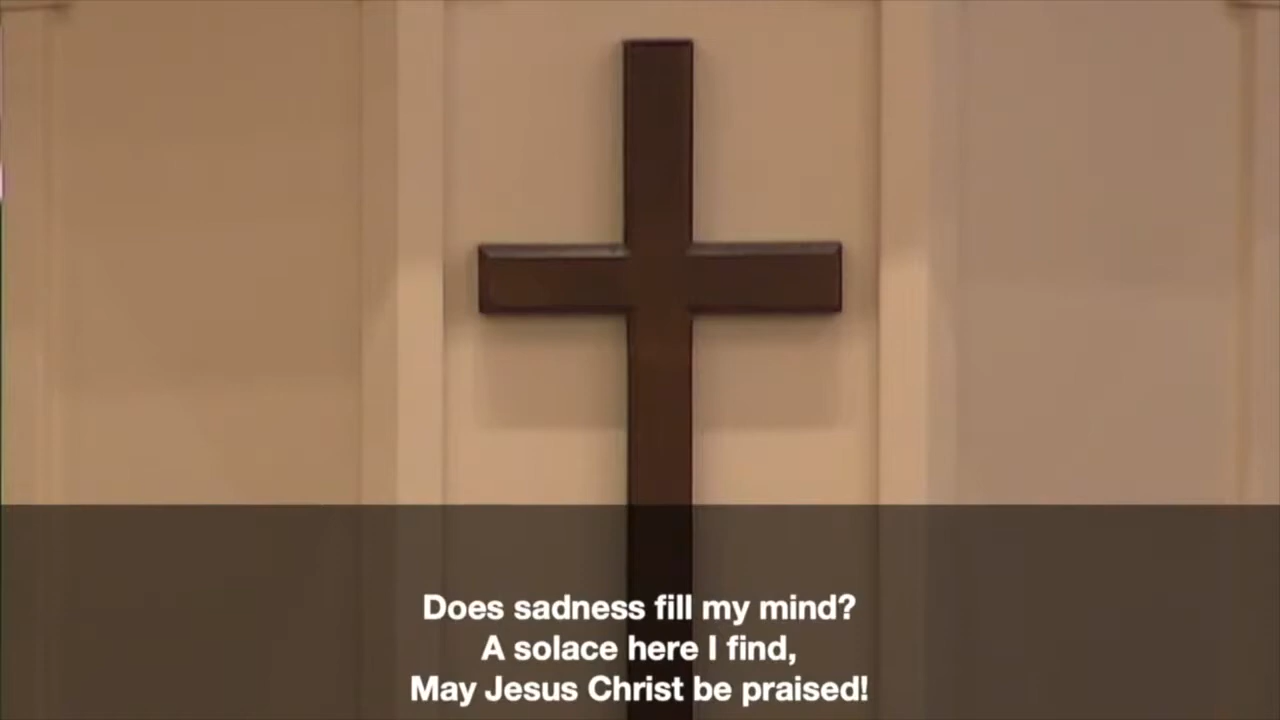 Does sadness fill my mind?
A solace here I find,
May Jesus Christ be praised!